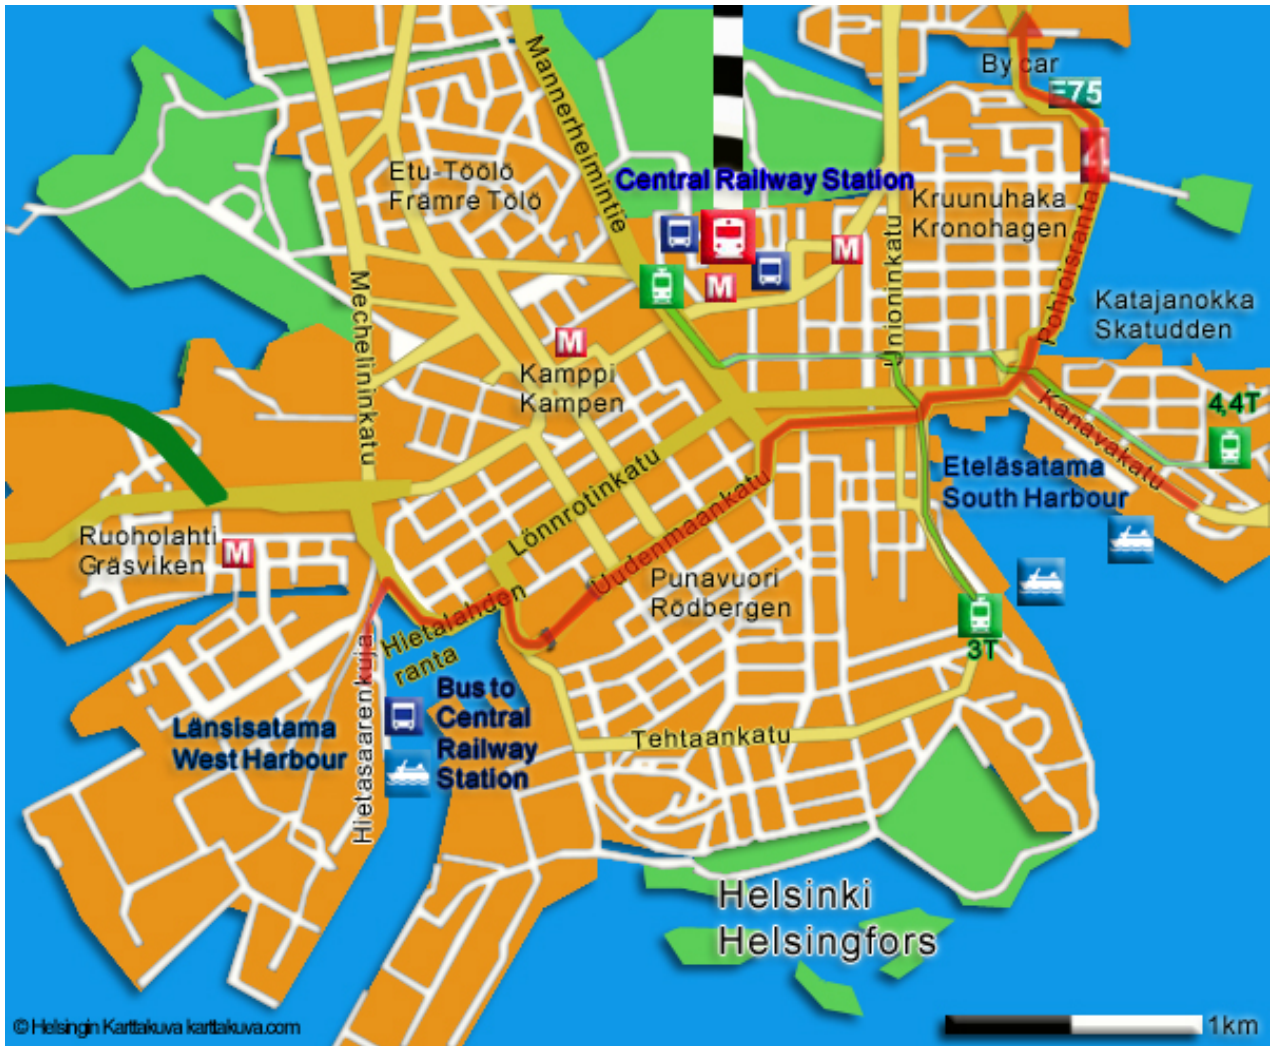 By car
E75
4
Mannerheimintie
Etu-Töölö
Främre Tölö
Central Railway Station
Kruunuhaka
Kronohagen
M
M
Unioninkatu
Pohjoisranta
Katajanokka
Skatudden
Mechelininkatu
M
Kamppi
Kampen
Kanavakatu
4,4T
Eteläsatama
South Harbour
Lönnrotinkatu
Uudenmaankatu
Ruoholahti
Gräsviken
M
Punavuori
Rödbergen
3T
Hietalahden
ranta
Hietasaarenkuja
Länsisatama
West Harbour
Bus to
Central
Railway
Station
Tehtaankatu
Helsinki
Helsingfors
© Helsingin Karttakuva karttakuva.com
1km